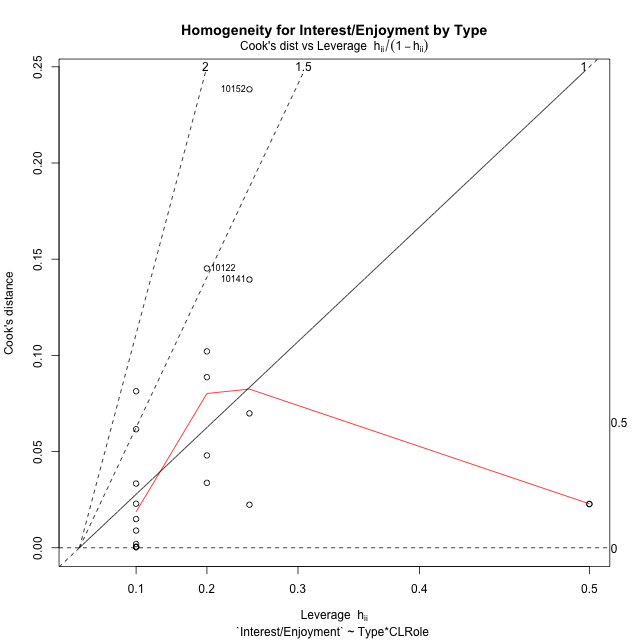 Homogeneity for Interest/Enjoyment by Type
Cook's dist vs Leverage hii/(1 − hii)
2
1.5
1
10152
10122
10141
0.25
0.20
0.15
0.10
0.05
0.00
Cook's distance
0.5
0
0.1 0.2 0.3 0.4 0.5
Leverage hii
`Interest/Enjoyment` ~ Type*CLRole